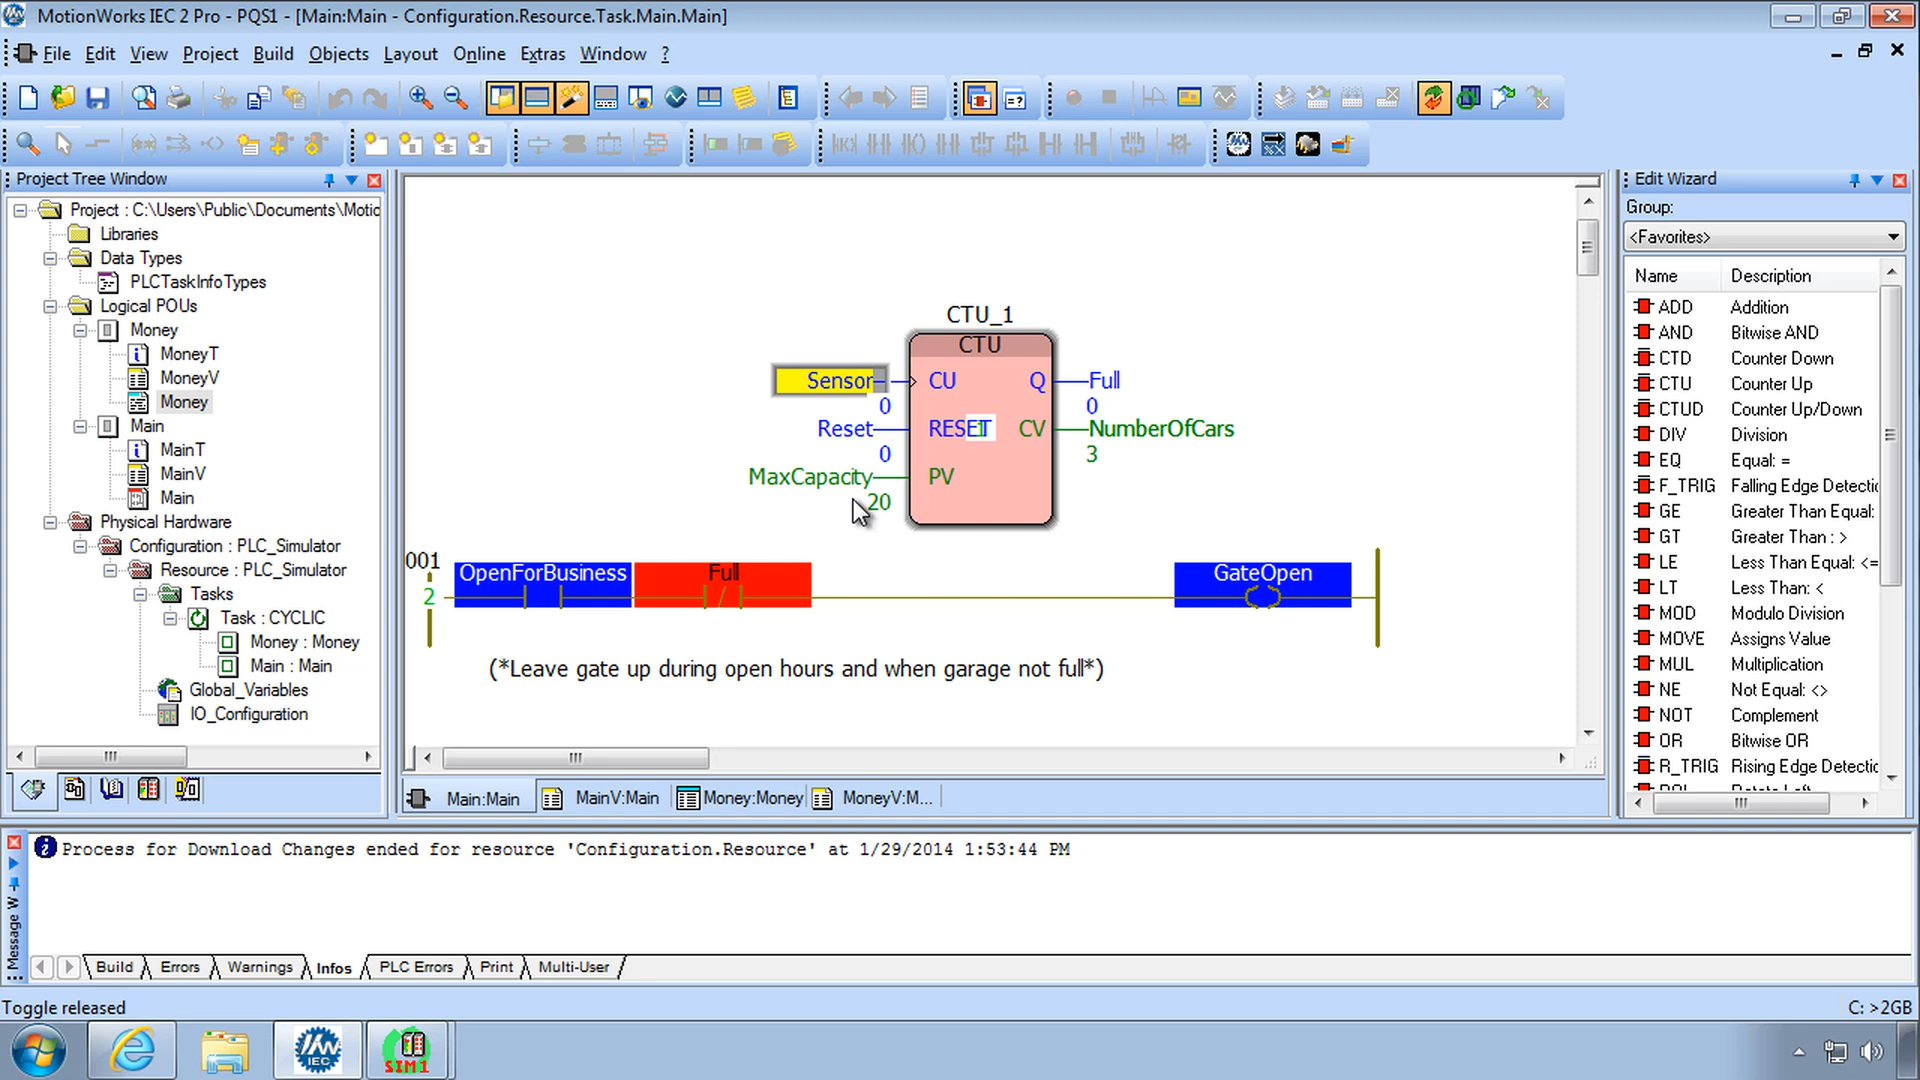 MotionWorks IEC 2 Pro - PQS1 - [Main:Main - Configuration.Resource.Task.Main.Main]
File Edit View Project Build Objects Layout Online Extras Window ?
Project Tree Window
Project : C:\Users\Public\Documents\Motic
Libraries
Data Types
PLCTaskInfoTypes
Logical POUs
Money
MoneyT
MoneyV
Money
Main
MainT
MainV
Main
Physical Hardware
Configuration : PLC_Simulator
Resource : PLC_Simulator
Tasks
Task : CYCLIC
Money : Money
Main : Main
Global_Variables
IO_Configuration
CTU_1
CTU
Sensor CU Q Full
0 0
Reset RESET CV NumberOfCars
0 3
MaxCapacity PV
20
001
OpenForBusiness Full GateOpen
2
(*Leave gate up during open hours and when garage not full*)
Main:Main MainV:Main Money:Money MoneyV:M...
Edit Wizard
Group:
<Favorites>
Name Description
ADD Addition
AND Bitwise AND
CTD Counter Down
CTU Counter Up
CTUD Counter Up/Down
DIV Division
EQ Equal: =
F_TRIG Falling Edge Detectic
GE Greater Than Equal:
GT Greater Than : >
LE Less Than Equal: <=
LT Less Than: <
MOD Modulo Division
MOVE Assigns Value
MUL Multiplication
NE Not Equal: <>
NOT Complement
OR Bitwise OR
R_TRIG Rising Edge Detectic
Process for Download Changes ended for resource 'Configuration.Resource' at 1/29/2014 1:53:44 PM
Message W
Build Errors Warnings Infos PLC Errors Print Multi-User
Toggle released
C: >2GB
IEC
SIM1